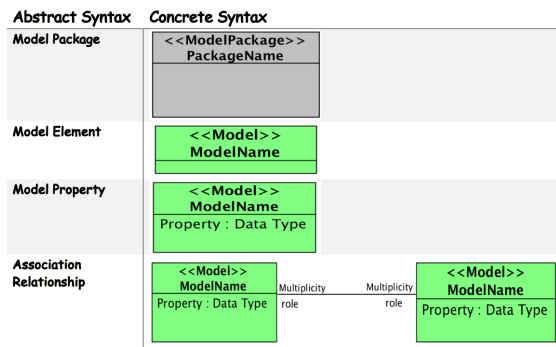 Abstract Syntax Concrete Syntax
Model Package
<<ModelPackage>>
PackageName
Model Element
<<Model>>
ModelName
Model Property
<<Model>>
ModelName
Property : Data Type
Association
Relationship
<<Model>>
ModelName
Property : Data Type
Multiplicity
role
Multiplicity
role
<<Model>>
ModelName
Property : Data Type